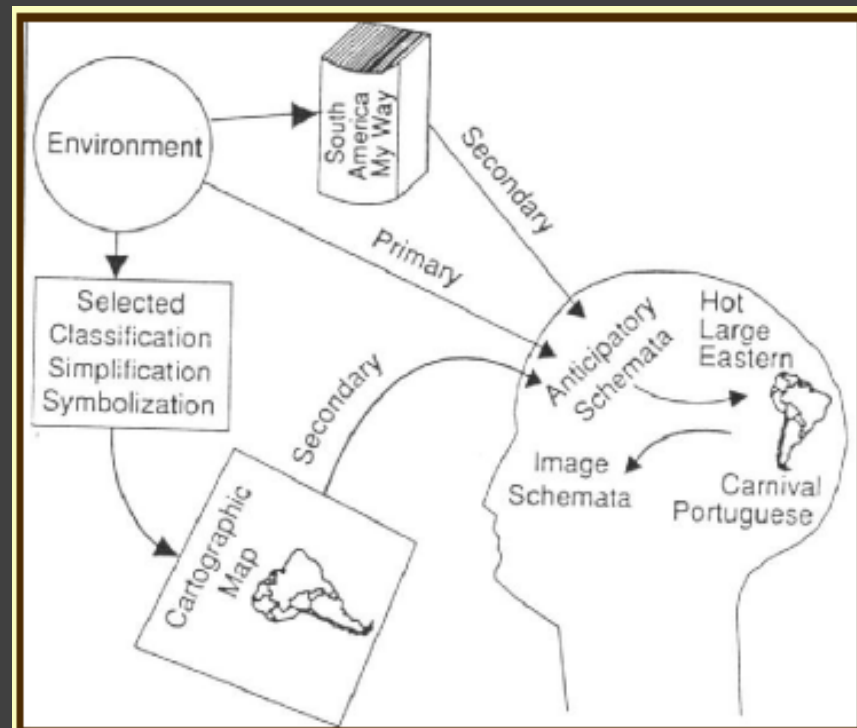 Environment
South
America
My Way
Secondary
Primary
Selected
Classification
Simplification
Symbolization
Secondary
Cartographic
Map
Anticipatory
Schemata
Hot
Large
Eastern
Image
Schemata
Carnival
Portuguese